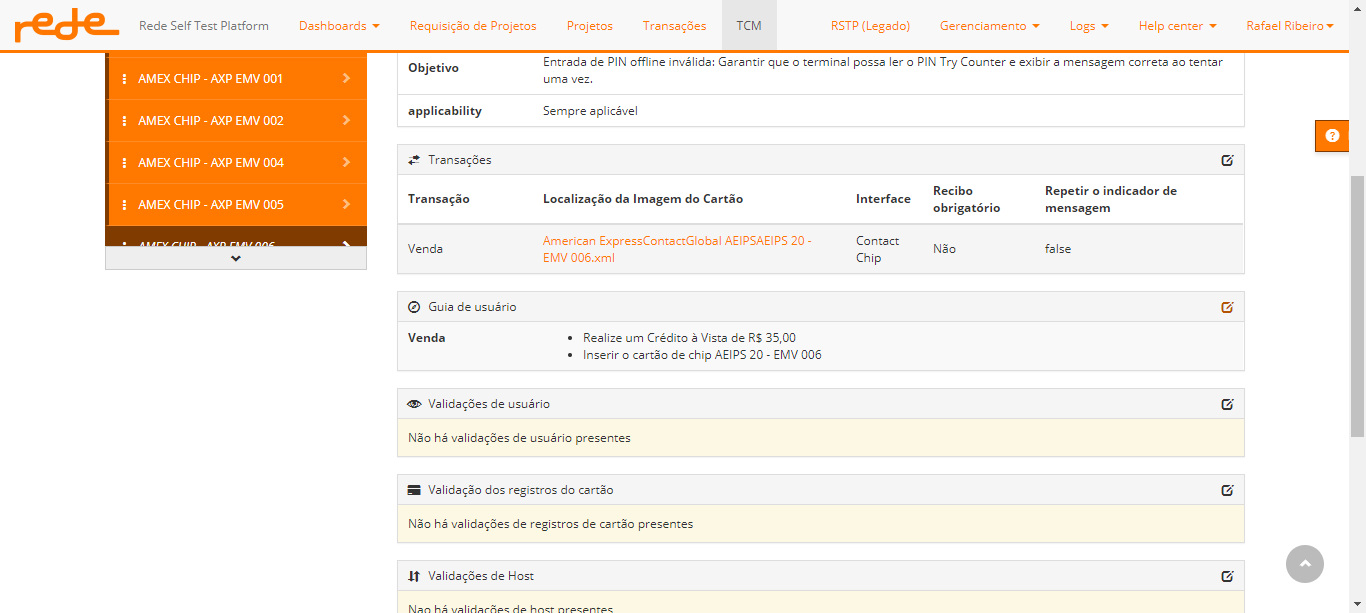 rede Rede Self Test Platform Dashboards Requisição de Projetos Projetos Transações TCM RSTP (Legado) Gerenciamento Logs Help center Rafael Ribeiro
AMEX CHIP - AXP EMV 001
AMEX CHIP - AXP EMV 002
AMEX CHIP - AXP EMV 004
AMEX CHIP - AXP EMV 005
AMEX CHIP - AXP EMV 006
Objetivo
Entrada de PIN offline inválida: Garantir que o terminal possa ler o PIN Try Counter e exibir a mensagem correta ao tentar
uma vez.
applicability Sempre aplicável
Transações
Transação Localização da Imagem do Cartão Interface
Recibo
obrigatório
Repetir o indicador de
mensagem
Venda
American ExpressContactGlobal AEIPSAEIPS 20 -
EMV 006.xml
Contact
Chip
Não
false
Guia de usuário
Venda
• Realize um Crédito à Vista de R$ 35,00
• Inserir o cartão de chip AEIPS 20 - EMV 006
Validações de usuário
Não há validações de usuário presentes
Validação dos registros do cartão
Não há validações de registros de cartão presentes
Validações de Host
Nao há validações de host presentes